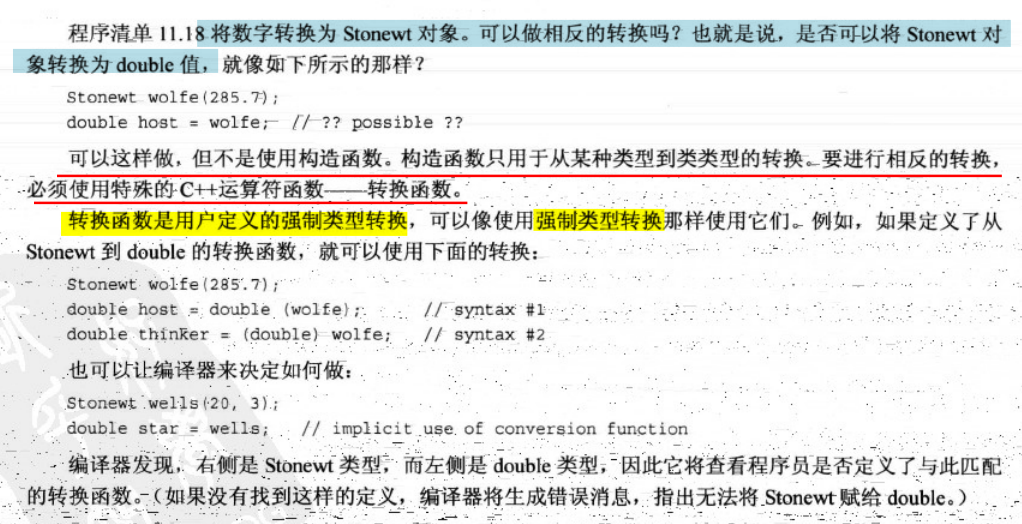 程序清单 11.18 将数字转换为 Stonewt 对象。可以做相反的转换吗？也就是说，是否可以将 Stonewt 对
象转换为 double 值，就像如下所示的那样？
Stonewt wolfe(285.7);
double host = wolfe; // ?? possible ??
可以这样做，但不是使用构造函数。构造函数只用于从某种类型到类类型的转换。要进行相反的转换，
必须使用特殊的 C++运算符函数——转换函数。
转换函数是用户定义的强制类型转换，可以像使用强制类型转换那样使用它们。例如，如果定义了从
Stonewt 到 double 的转换函数，就可以使用下面的转换：
Stonewt wolfe(285.7);
double host = double (wolfe); // syntax #1
double thinker = (double) wolfe; // syntax #2
也可以让编译器来决定如何做：
Stonewt wells(20, 3);
double star = wells; // implicit use of conversion function
编译器发现，右侧是 Stonewt 类型，而左侧是 double 类型，因此它将查看程序员是否定义了与此匹配
的转换函数。（如果没有找到这样的定义，编译器将生成错误消息，指出无法将 Stonewt 赋给 double。）